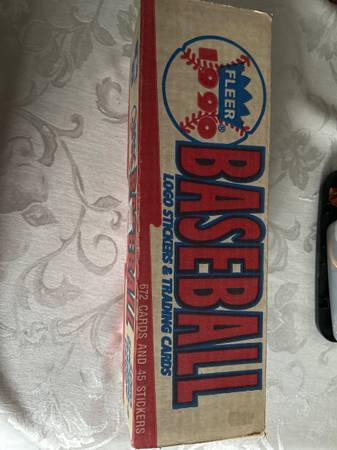 FLEER®
1990
BASEBALL
LOGO STICKERS & TRADING CARDS
672 CARDS AND 45 STICKERS